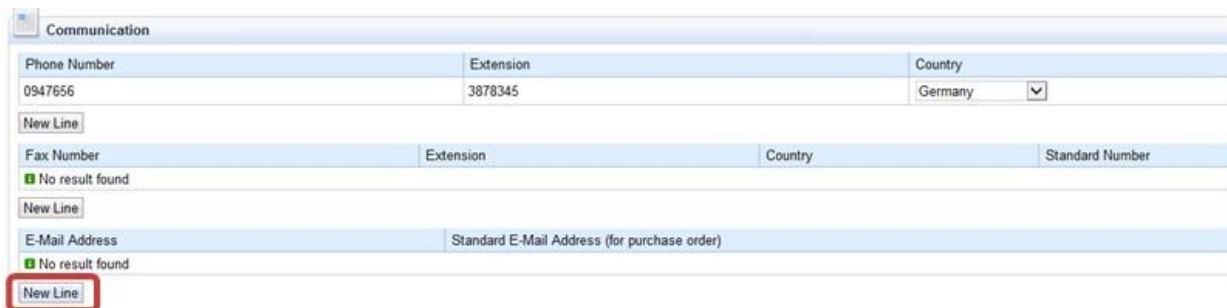 Communication
Phone Number Extension Country
0947656 3878345 Germany
New Line
Fax Number Extension Country Standard Number
No result found
New Line
E-Mail Address Standard E-Mail Address (for purchase order)
No result found
New Line